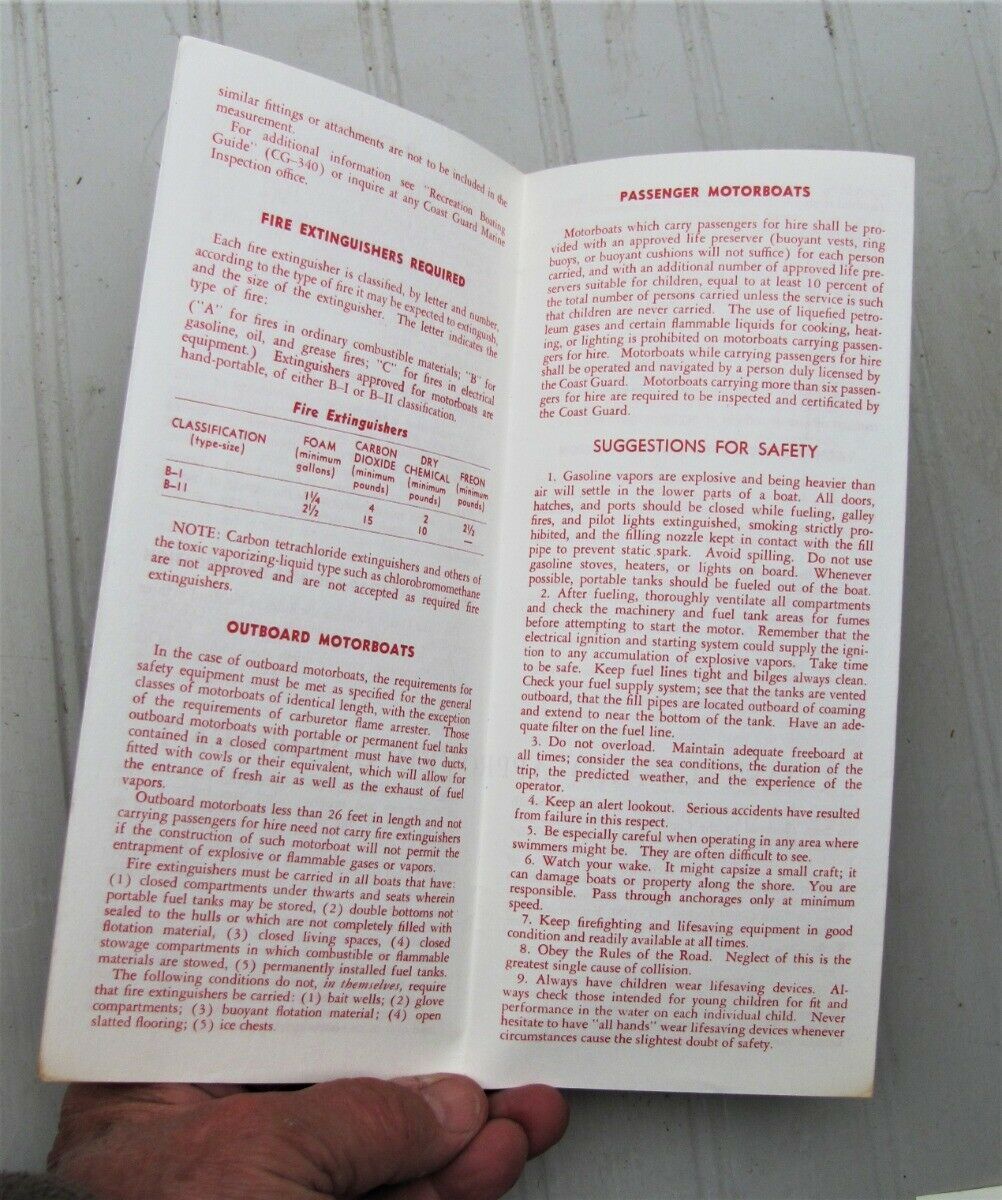 similar fittings or attachments are not to be included in the
measurement.
For additional information see "Recreation Boating
Guide" (CG-340) or inquire at any Coast Guard Marine
Inspection office.
FIRE EXTINGUISHERS REQUIRED
Each fire extinguisher is classified, by letter and number,
according to the type of fire it may be expected to extinguish,
and the size of the extinguisher. The letter indicates the
type of fire:
("A" for fires in ordinary combustible materials; "B" for
gasoline, oil, and grease fires; "C" for fires in electrical
equipment.) Extinguishers approved for motorboats are
hand-portable, of either B-I or B-II classification.
Fire Extinguishers
CLASSIFICATION (type-size) FOAM (minimum gallons) CARBON DIOXIDE (minimum pounds) DRY CHEMICAL (minimum pounds) FREON (minimum pounds)
B-I 1¼ 4 2 2½
B-II 2½ 15 10 —
NOTE: Carbon tetrachloride extinguishers and others of
the toxic vaporizing-liquid type such as chlorobromomethane
are not approved and are not accepted as required fire
extinguishers.
OUTBOARD MOTORBOATS
In the case of outboard motorboats, the requirements for
safety equipment must be met as specified for the general
classes of motorboats of identical length, with the exception
of the requirements of carburetor flame arrester. Those
outboard motorboats with portable or permanent fuel tanks
contained in a closed compartment must have two ducts,
fitted with cowls or their equivalent, which will allow for
the entrance of fresh air as well as the exhaust of fuel
vapors.
Outboard motorboats less than 26 feet in length and not
carrying passengers for hire need not carry fire extinguishers
if the construction of such motorboat will not permit the
entrapment of explosive or flammable gases or vapors.
Fire extinguishers must be carried in all boats that have:
(1) closed compartments under thwarts and seats wherein
portable fuel tanks may be stored, (2) double bottoms not
sealed to the hulls or which are not completely filled with
flotation material, (3) closed living spaces, (4) closed
stowage compartments in which combustible or flammable
materials are stowed, (5) permanently installed fuel tanks.
The following conditions do not, in themselves, require
that fire extinguishers be carried: (1) bait wells; (2) glove
compartments; (3) buoyant flotation material; (4) open
slatted flooring; (5) ice chests.
PASSENGER MOTORBOATS
Motorboats which carry passengers for hire shall be pro-
vided with an approved life preserver (buoyant vests, ring
buoys, or buoyant cushions will not suffice) for each person
carried, and with an additional number of approved life pre-
servers suitable for children, equal to at least 10 percent of
the total number of persons carried unless the service is such
that children are never carried. The use of liquefied petro-
leum gases and certain flammable liquids for cooking, heat-
ing, or lighting is prohibited on motorboats carrying passen-
gers for hire. Motorboats while carrying passengers for hire
shall be operated and navigated by a person duly licensed by
the Coast Guard. Motorboats carrying more than six passen-
gers for hire are required to be inspected and certificated by
the Coast Guard.
SUGGESTIONS FOR SAFETY
1. Gasoline vapors are explosive and being heavier than
air will settle in the lower parts of a boat. All doors,
hatches, and ports should be closed while fueling, galley
fires, and pilot lights extinguished, smoking strictly pro-
hibited, and the filling nozzle kept in contact with the fill
pipe to prevent static spark. Avoid spilling. Do not use
gasoline stoves, heaters, or lights on board. Whenever
possible, portable tanks should be fueled out of the boat.
2. After fueling, thoroughly ventilate all compartments
and check the machinery and fuel tank areas for fumes
before attempting to start the motor. Remember that the
electrical ignition and starting system could supply the igni-
tion to any accumulation of explosive vapors. Take time
to be safe. Keep fuel lines tight and bilges always clean.
Check your fuel supply system; see that the tanks are vented
outboard, that the fill pipes are located outboard of coaming
and extend to near the bottom of the tank. Have an ade-
quate filter on the fuel line.
3. Do not overload. Maintain adequate freeboard at
all times; consider the sea conditions, the duration of the
trip, the predicted weather, and the experience of the
operator.
4. Keep an alert lookout. Serious accidents have resulted
from failure in this respect.
5. Be especially careful when operating in any area where
swimmers might be. They are often difficult to see.
6. Watch your wake. It might capsize a small craft; it
can damage boats or property along the shore. You are
responsible. Pass through anchorages only at minimum
speed.
7. Keep firefighting and lifesaving equipment in good
condition and readily available at all times.
8. Obey the Rules of the Road. Neglect of this is the
greatest single cause of collision.
9. Always have children wear lifesaving devices. Al-
ways check those intended for young children for fit and
performance in the water on each individual child. Never
hesitate to have "all hands" wear lifesaving devices whenever
circumstances cause the slightest doubt of safety.